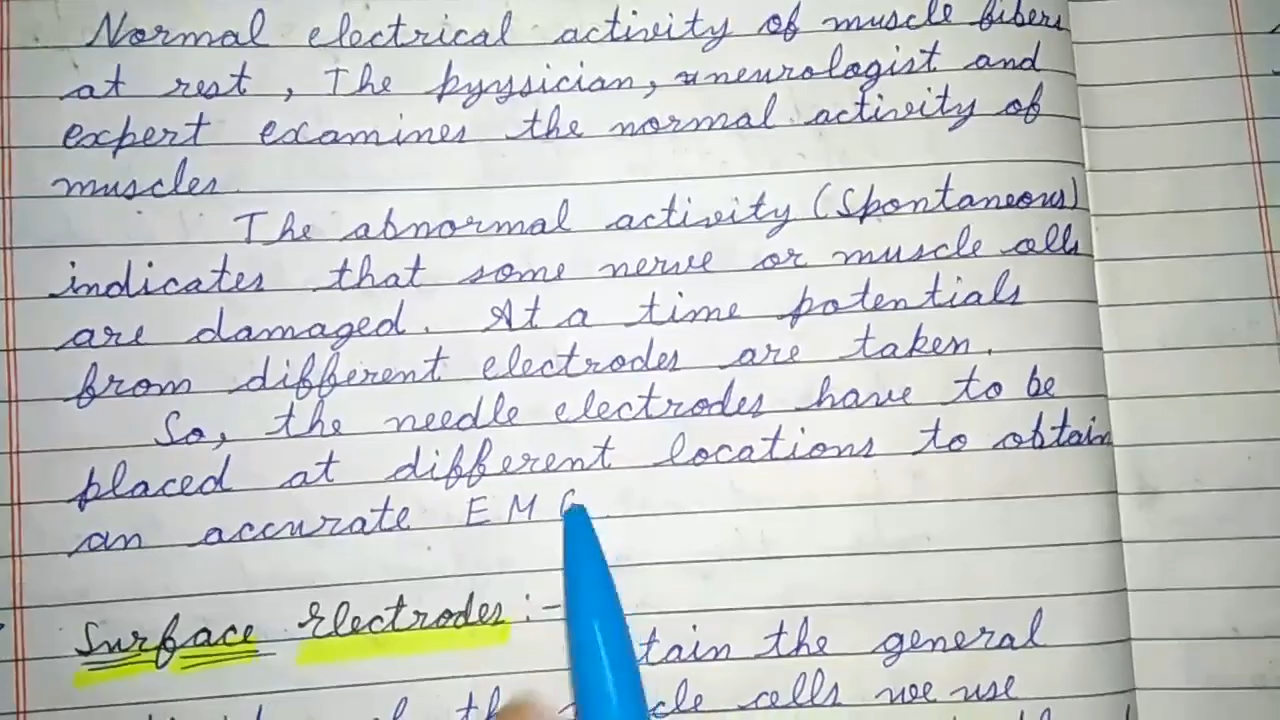 Normal electrical activity of muscle fibers
at rest, The pyysician, neurologist and
expert examines the normal activity of
muscles
The abnormal activity (Spontaneous)
indicates that some nerve or muscle cells
are damaged. At a time potentials
from different electrodes are taken.
So, the needle electrodes have to be
placed at different locations to obtain
an accurate EMG
Surface Electrodes :-
the general
cells we use